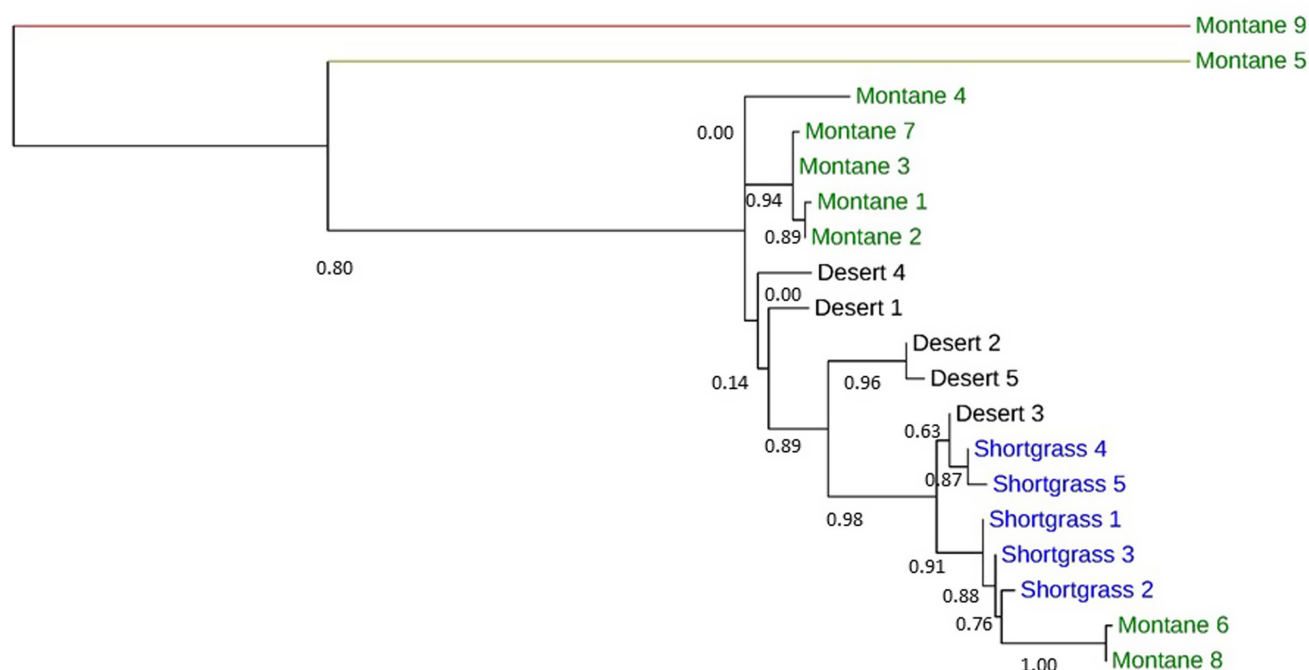 Montane 9
Montane 5
Montane 4
0.00
Montane 7
Montane 3
0.94
Montane 1
0.89
Montane 2
0.80
Desert 4
0.00
Desert 1
Desert 2
0.14
0.96
Desert 5
Desert 3
0.63
0.89
Shortgrass 4
0.87
Shortgrass 5
0.98
Shortgrass 1
Shortgrass 3
0.91
Shortgrass 2
0.88
0.76
Montane 6
1.00
Montane 8